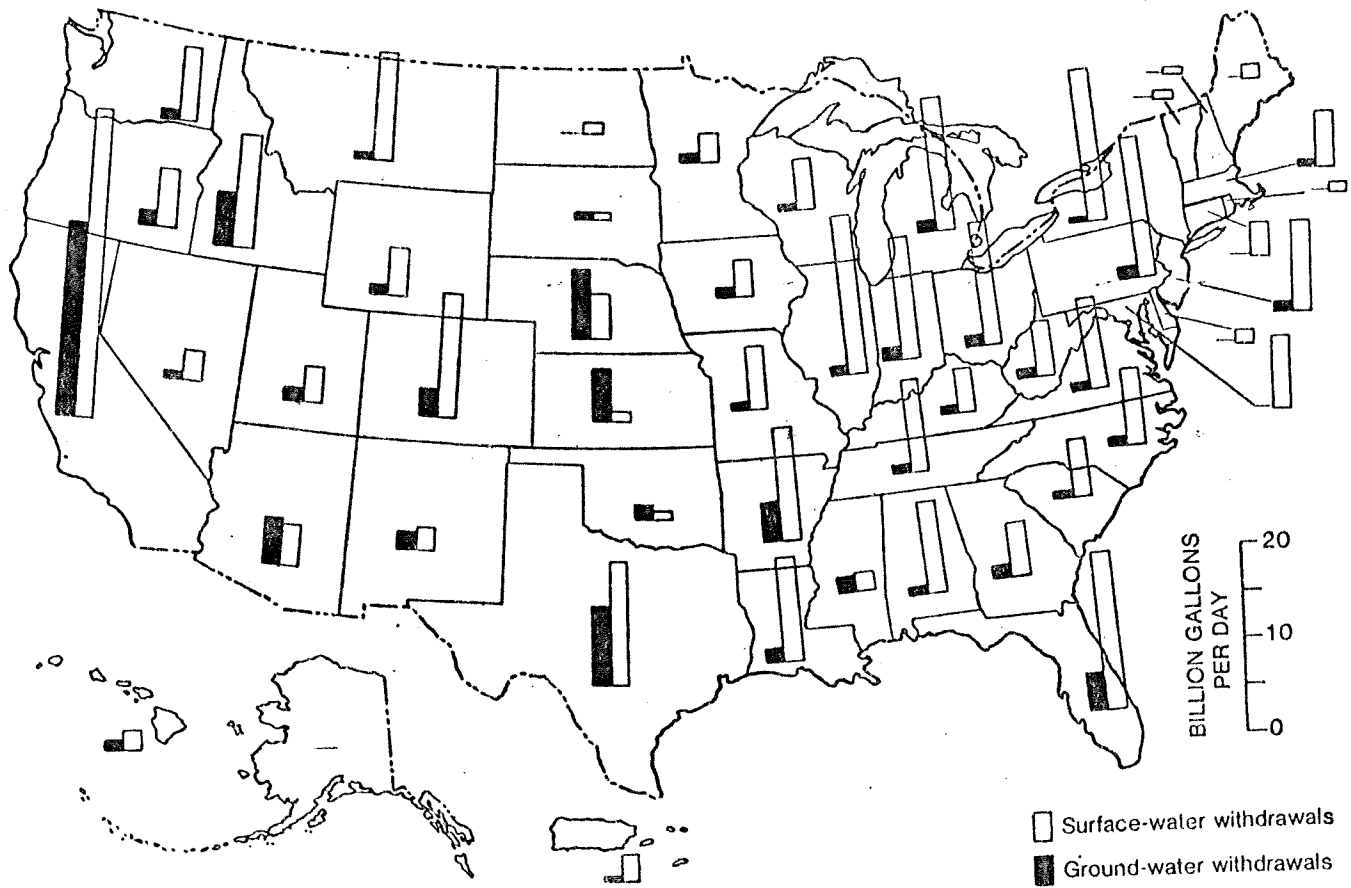 BILLION GALLONS
PER DAY
20
10
0
Surface-water withdrawals
Ground-water withdrawals